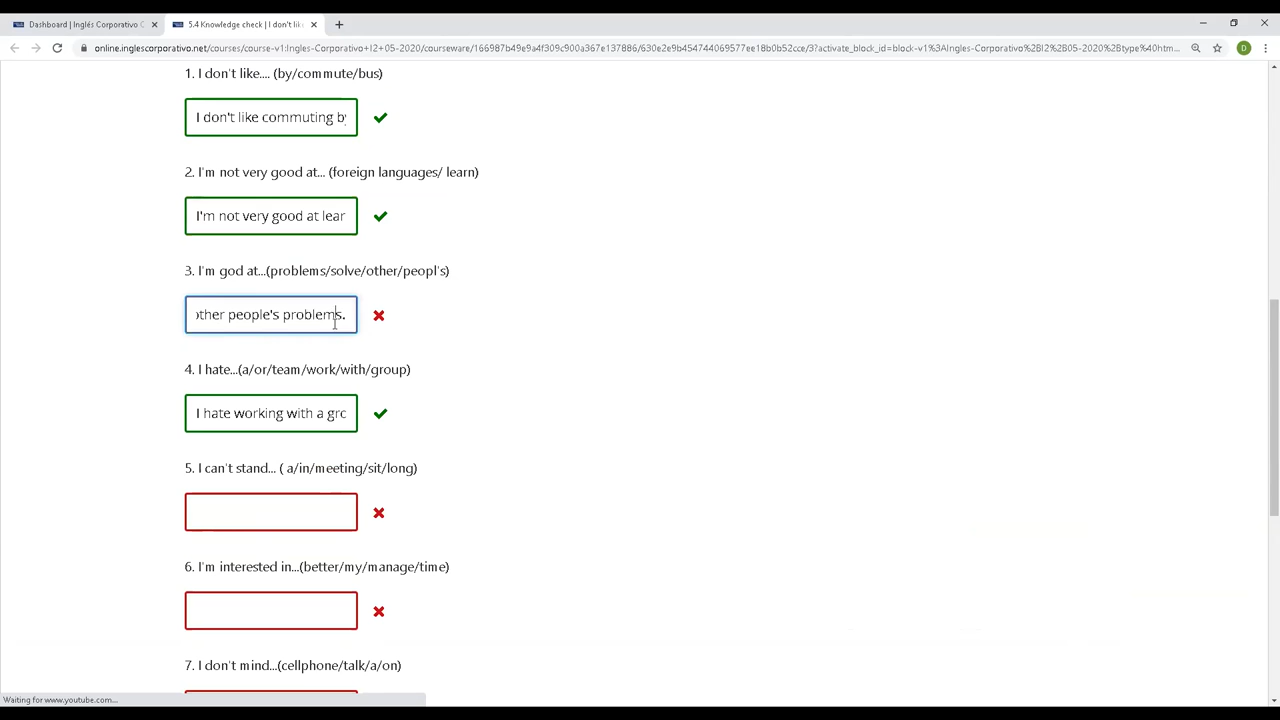 Dashboard | Inglés Corporativo C
5.4 Knowledge check | I don't lik
online.inglescorporativo.net/courses/course-v1:Ingles-Corporativo+I2+05-2020/courseware/166987b49e9a4f309c900a367e137886/630e2e9b454744069577ee18b0b52cce/3?activate_block_id=block-v1%3AIngles-Corporativo%2BI2%2B05-2020%2Btype%40htm...
D
1. I don't like.... (by/commute/bus)
I don't like commuting by
2. I'm not very good at... (foreign languages/ learn)
I'm not very good at lear
3. I'm god at...(problems/solve/other/peopl's)
other people's problems.
4. I hate...(a/or/team/work/with/group)
I hate working with a gro
5. I can't stand... ( a/in/meeting/sit/long)
6. I'm interested in...(better/my/manage/time)
7. I don't mind...(cellphone/talk/a/on)
Waiting for www.youtube.com...